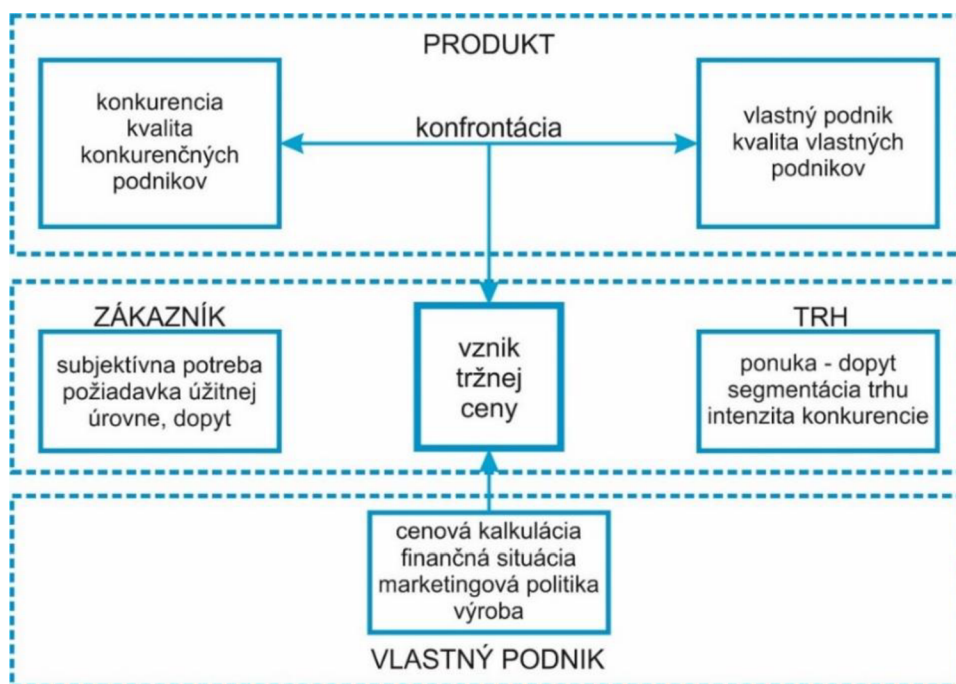 PRODUKT
konkurencia
kvalita
konkurenčných
podnikov
konfrontácia
vlastný podnik
kvalita vlastných
podnikov
ZÁKAZNÍK
subjektívna potreba
požiadavka úžitnej
úrovne, dopyt
vznik
tržnej
ceny
TRH
ponuka - dopyt
segmentácia trhu
intenzita konkurencie
cenová kalkulácia
finančná situácia
marketingová politika
výroba
VLASTNÝ PODNIK